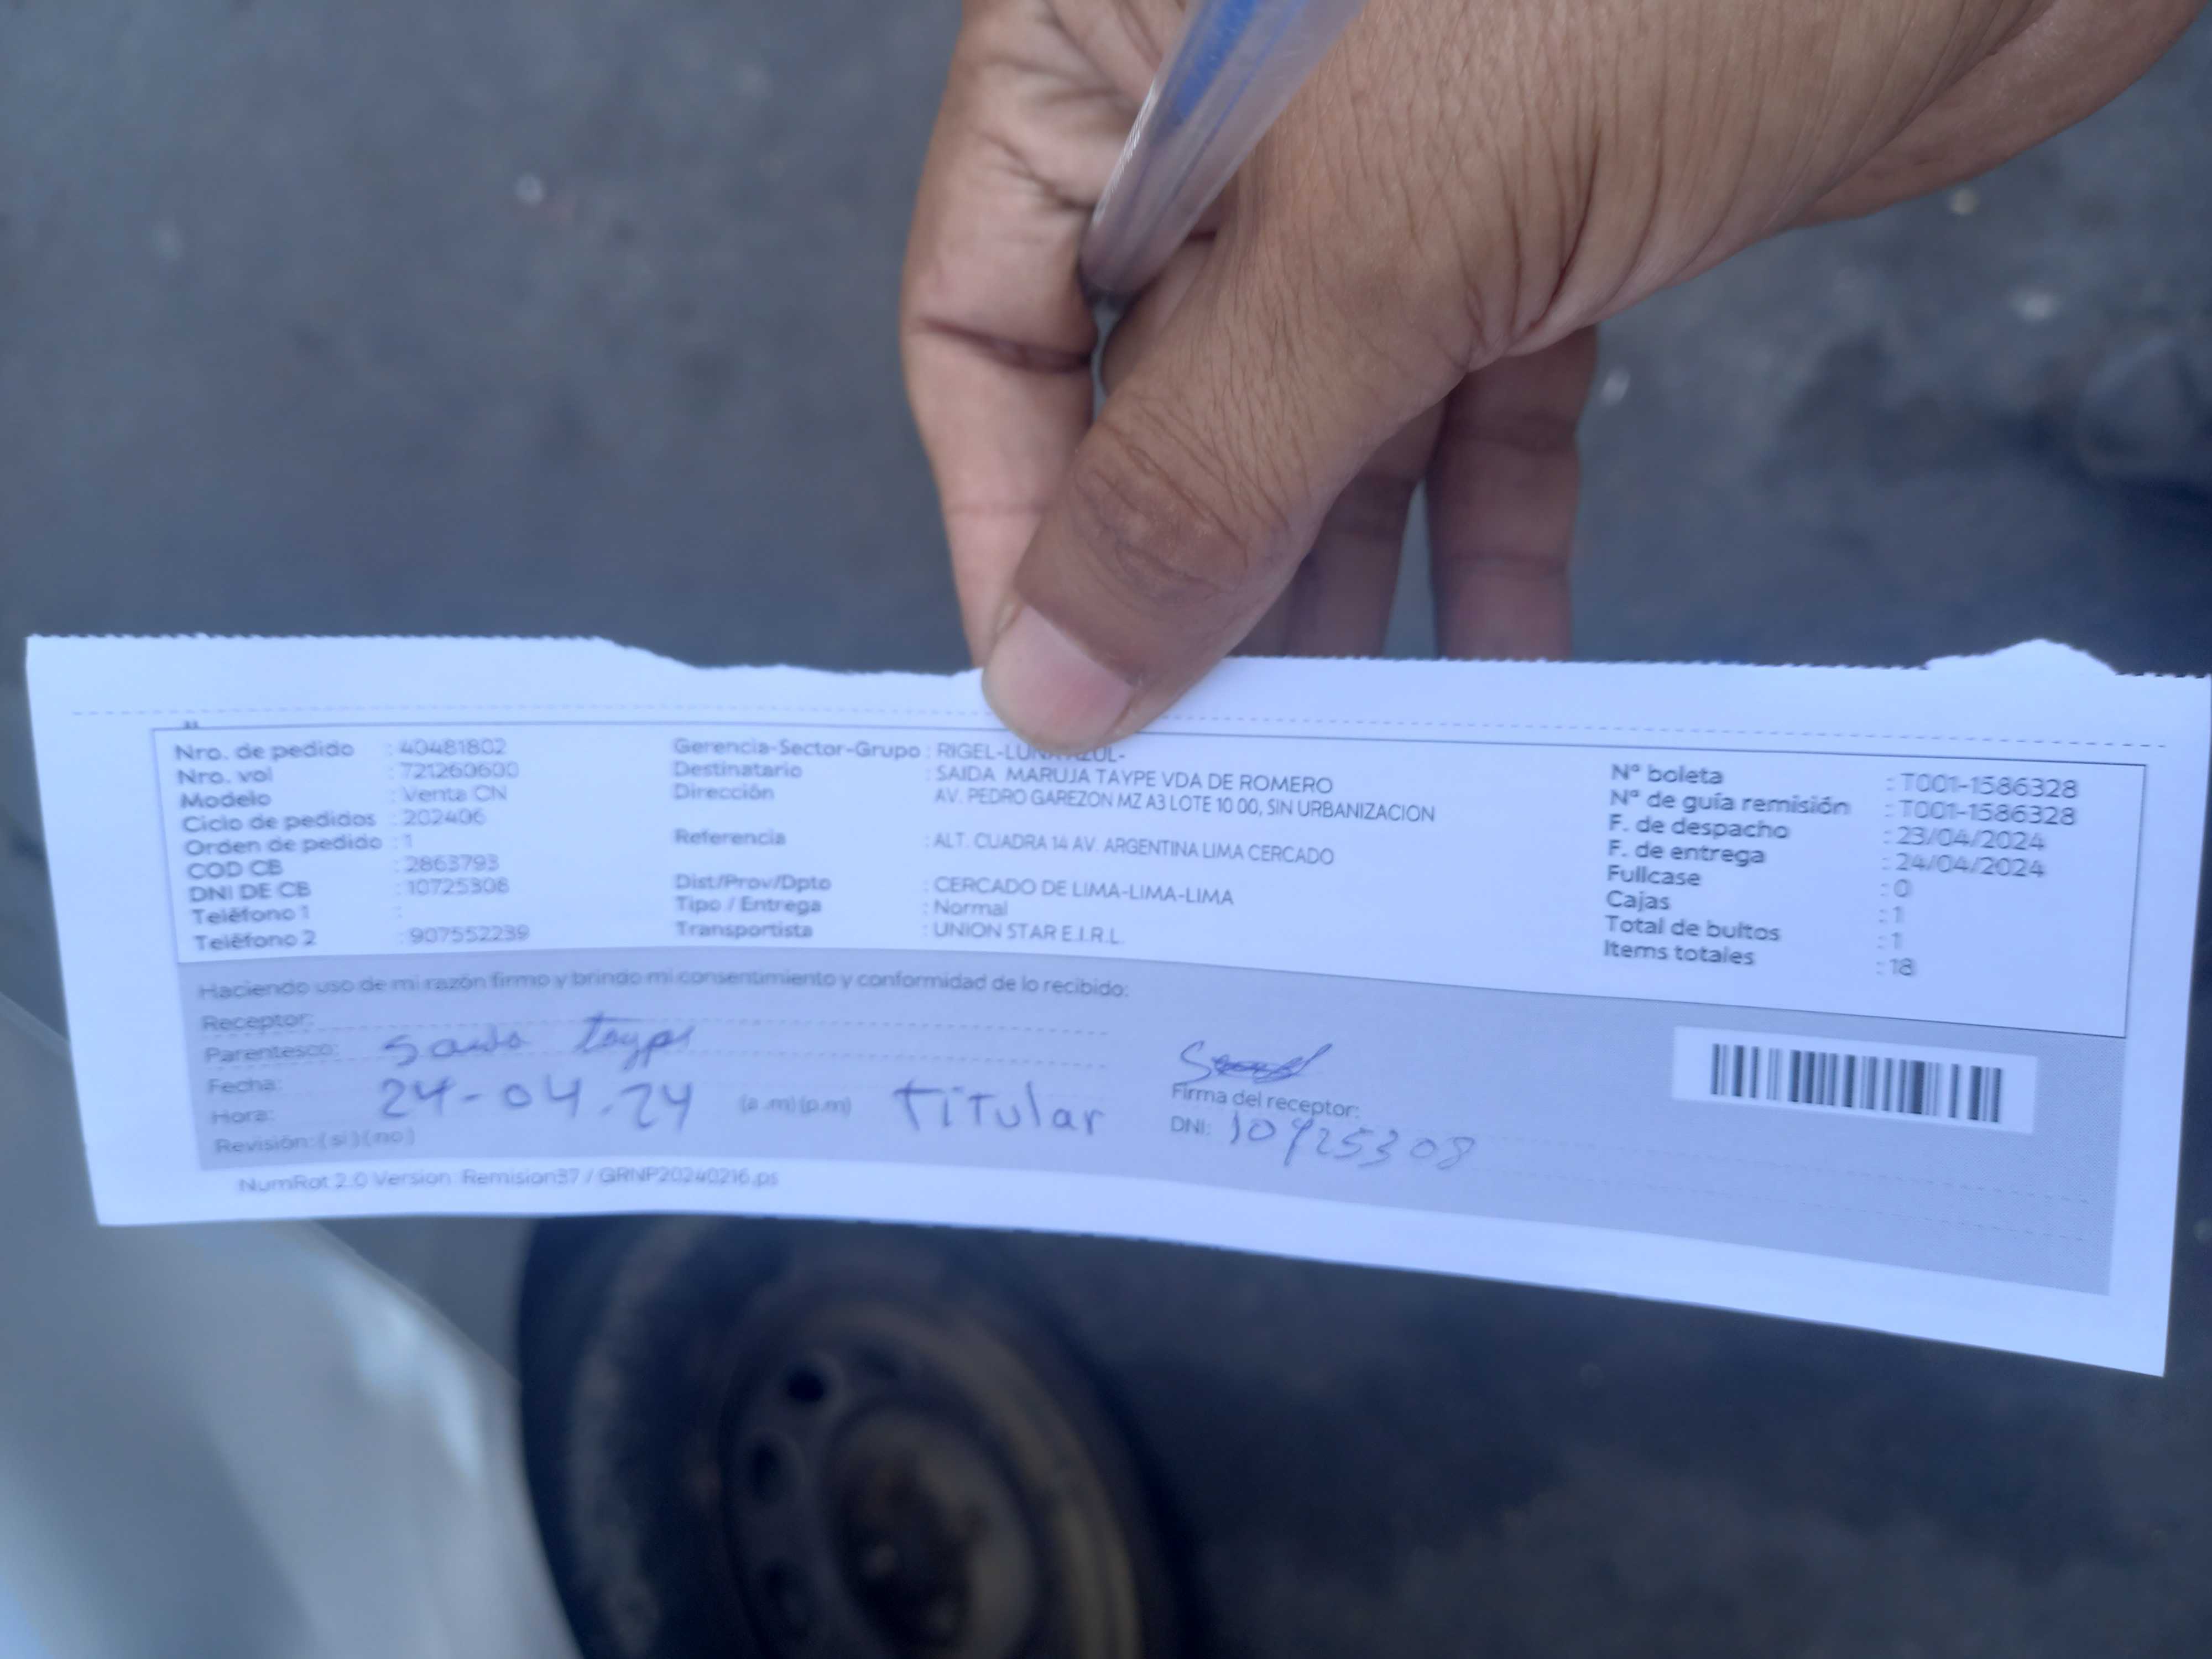 Nro. de pedido : 40481802
Nro. vol : 721260600
Modelo : Venta CN
Ciclo de pedidos : 202406
Orden de pedido : 1
COD CB : 2863793
DNI DE CB : 10725308
Teléfono 1 :
Teléfono 2 : 907552239
Gerencia-Sector-Grupo : RIGEL-LUNA AZUL-
Destinatario : SAIDA MARUJA TAYPE VDA DE ROMERO
Dirección AV. PEDRO GAREZON MZ A3 LOTE 10 00, SIN URBANIZACION
Referencia : ALT. CUADRA 14 AV. ARGENTINA LIMA CERCADO
Dist/Prov/Dpto : CERCADO DE LIMA-LIMA-LIMA
Tipo / Entrega : Normal
Transportista : UNION STAR E.I.R.L.
Nº boleta : T001-1586328
Nº de guía remisión : T001-1586328
F. de despacho : 23/04/2024
F. de entrega : 24/04/2024
Fullcase : 0
Cajas : 1
Total de bultos : 1
Items totales : 18
Haciendo uso de mi razón firmo y brindo mi consentimiento y conformidad de lo recibido:
Receptor:
Parentesco: Saida taype
Fecha: 24-04-24
Hora: (a .m) (p.m) Titular
Revisión: ( si ) ( no )
Firma del receptor:
DNI: 10725308
NumRot 2.0 Version :Remision37 / GRNP20240216.ps